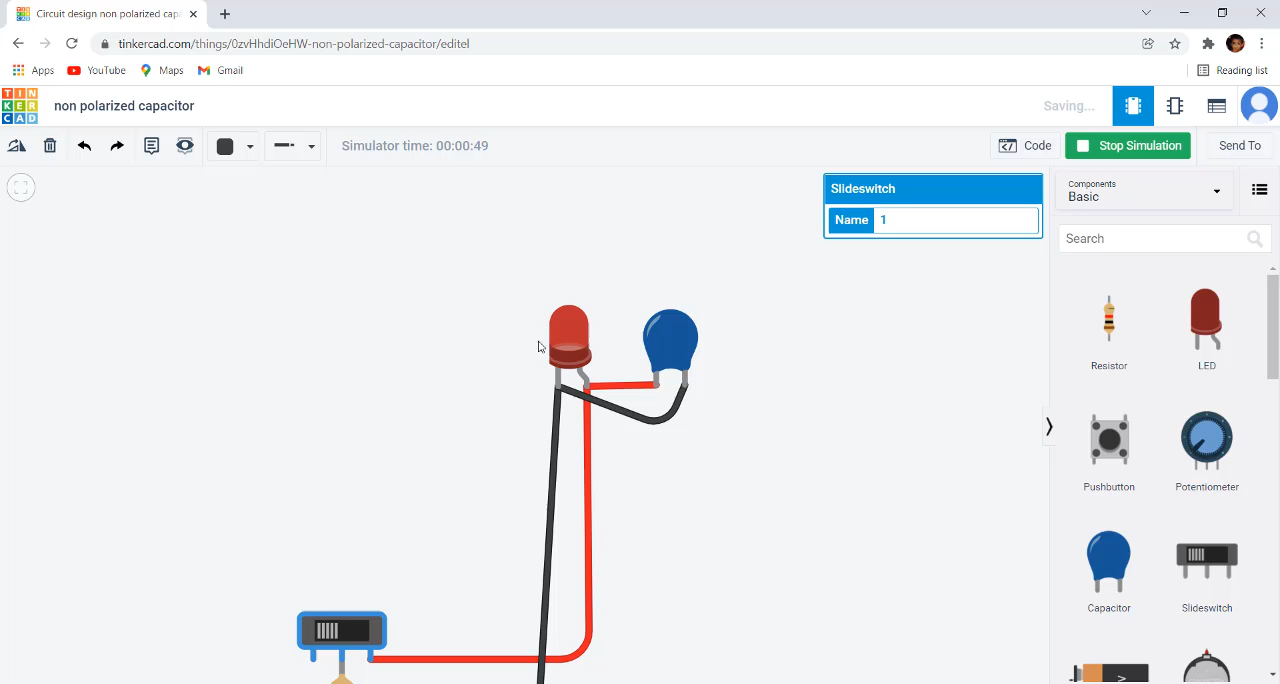 Circuit design non polarized cap
tinkercad.com/things/0zvHhdiOeHW-non-polarized-capacitor/editel
Apps YouTube Maps Gmail Reading list
TIN
KER
CAD
non polarized capacitor
Saving...
Simulator time: 00:00:49
Code
Stop Simulation
Send To
Slideswitch
Name 1
Components
Basic
Search
Resistor LED
Pushbutton Potentiometer
Capacitor Slideswitch